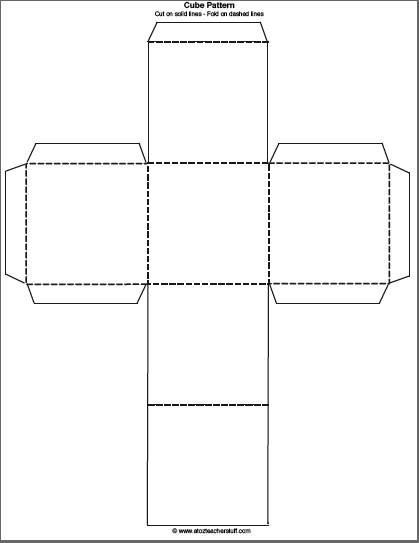 Cube Pattern
Cut on solid lines - Fold on dashed lines
© www.atozteacherstuff.com